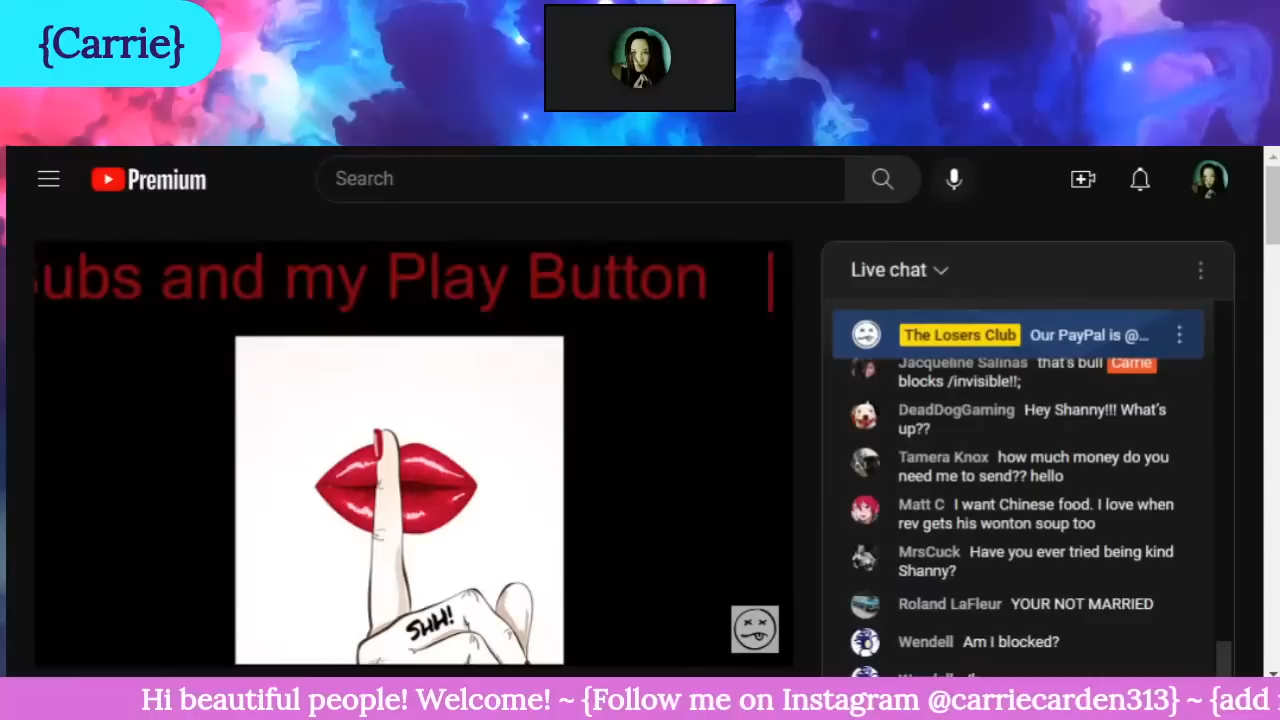 {Carrie}
Premium
Search
ubs and my Play Button |
SHH!
Live chat
The Losers Club Our PayPal is @...
Jacqueline Salinas that's bull Carrie
blocks /invisible!!;
DeadDogGaming Hey Shanny!!! What's
up??
Tamera Knox how much money do you
need me to send?? hello
Matt C I want Chinese food. I love when
rev gets his wonton soup too
MrsCuck Have you ever tried being kind
Shanny?
Roland LaFleur YOUR NOT MARRIED
Wendell Am I blocked?
Hi beautiful people! Welcome! ~ {Follow me on Instagram @carriecarden313} ~ {add